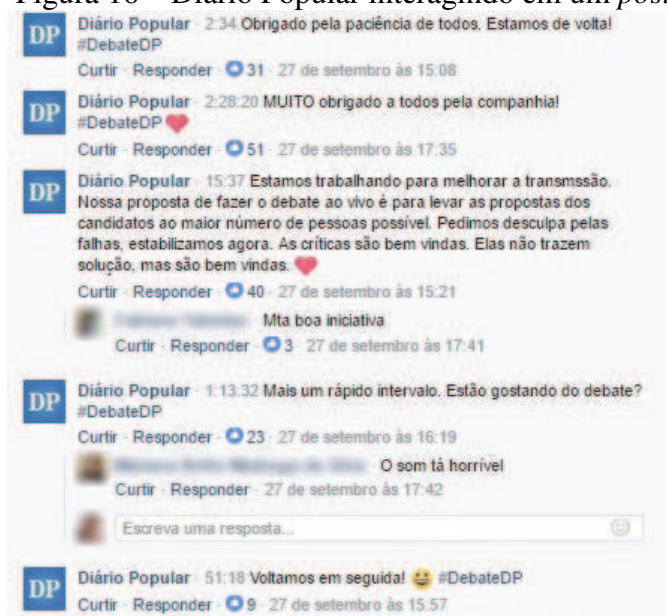 Figura 16 – Diário Popular interagindo em um pos
DP Diário Popular · 2:34 Obrigado pela paciência de todos. Estamos de volta!
#DebateDP
Curtir · Responder · 31 · 27 de setembro às 15:08
DP Diário Popular · 2:28:20 MUITO obrigado a todos pela companhia!
#DebateDP
Curtir · Responder · 51 · 27 de setembro às 17:35
DP Diário Popular · 15:37 Estamos trabalhando para melhorar a transmssão.
Nossa proposta de fazer o debate ao vivo é para levar as propostas dos
candidatos ao maior número de pessoas possível. Pedimos desculpa pelas
falhas, estabilizamos agora. As críticas são bem vindas. Elas não trazem
solução, mas são bem vindas.
Curtir · Responder · 40 · 27 de setembro às 15:21
Mta boa iniciativa
Curtir · Responder · 3 · 27 de setembro às 17:41
DP Diário Popular · 1:13:32 Mais um rápido intervalo. Estão gostando do debate?
#DebateDP
Curtir · Responder · 23 · 27 de setembro às 16:19
O som tá horrível
Curtir · Responder · 27 de setembro às 17:42
Escreva uma resposta...
DP Diário Popular · 51:18 Voltamos em seguida! #DebateDP
Curtir · Responder · 9 · 27 de setembro às 15:57